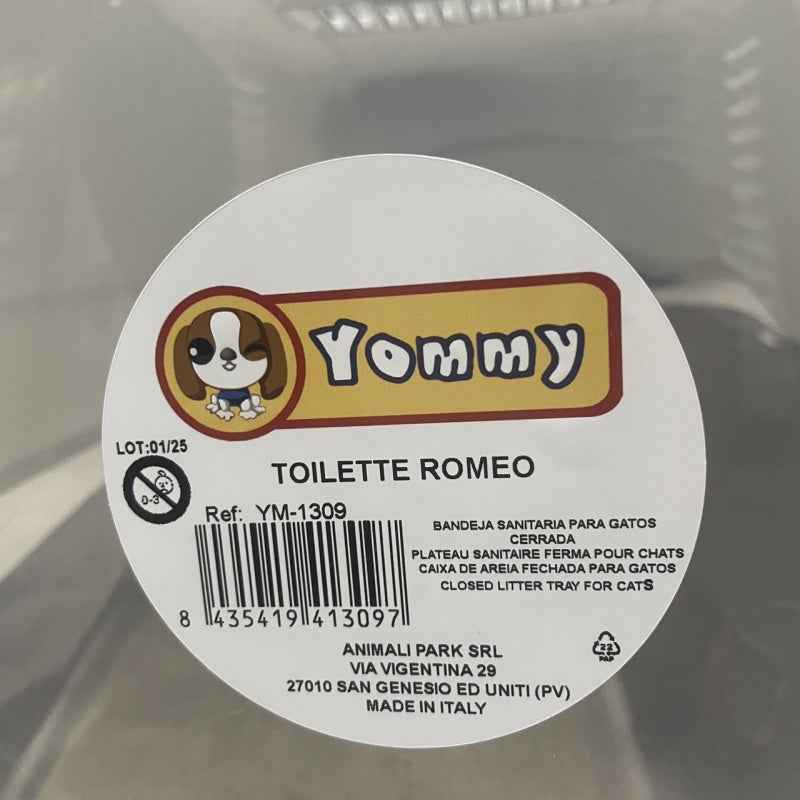 Yommy
LOT:01/25
0-3
TOILETTE ROMEO
Ref: YM-1309
8 435419 413097
BANDEJA SANITARIA PARA GATOS
CERRADA
PLATEAU SANITAIRE FERMA POUR CHATS
CAIXA DE AREIA FECHADA PARA GATOS
CLOSED LITTER TRAY FOR CATS
ANIMALI PARK SRL
VIA VIGENTINA 29
27010 SAN GENESIO ED UNITI (PV)
MADE IN ITALY
22
PAP